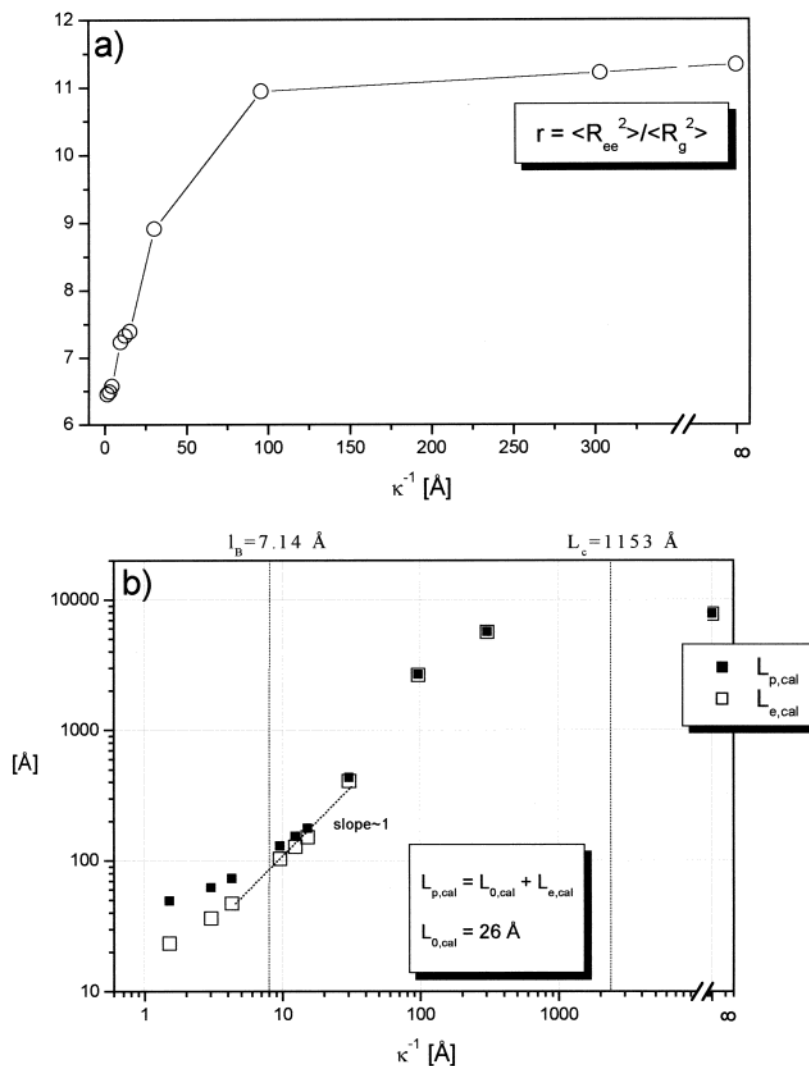 a)
12
11
10
9
8
7
6
r = <R_ee^2>/<R_g^2>
0 50 100 150 200 250 300 ∞
κ^-1 [Å]
l_B=7.14 Å L_c=1153 Å
b)
10000
1000
100
10
[Å]
L_p,cal
L_e,cal
slope~1
L_p,cal = L_0,cal + L_e,cal
L_0,cal = 26 Å
1 10 100 1000 ∞
κ^-1 [Å]